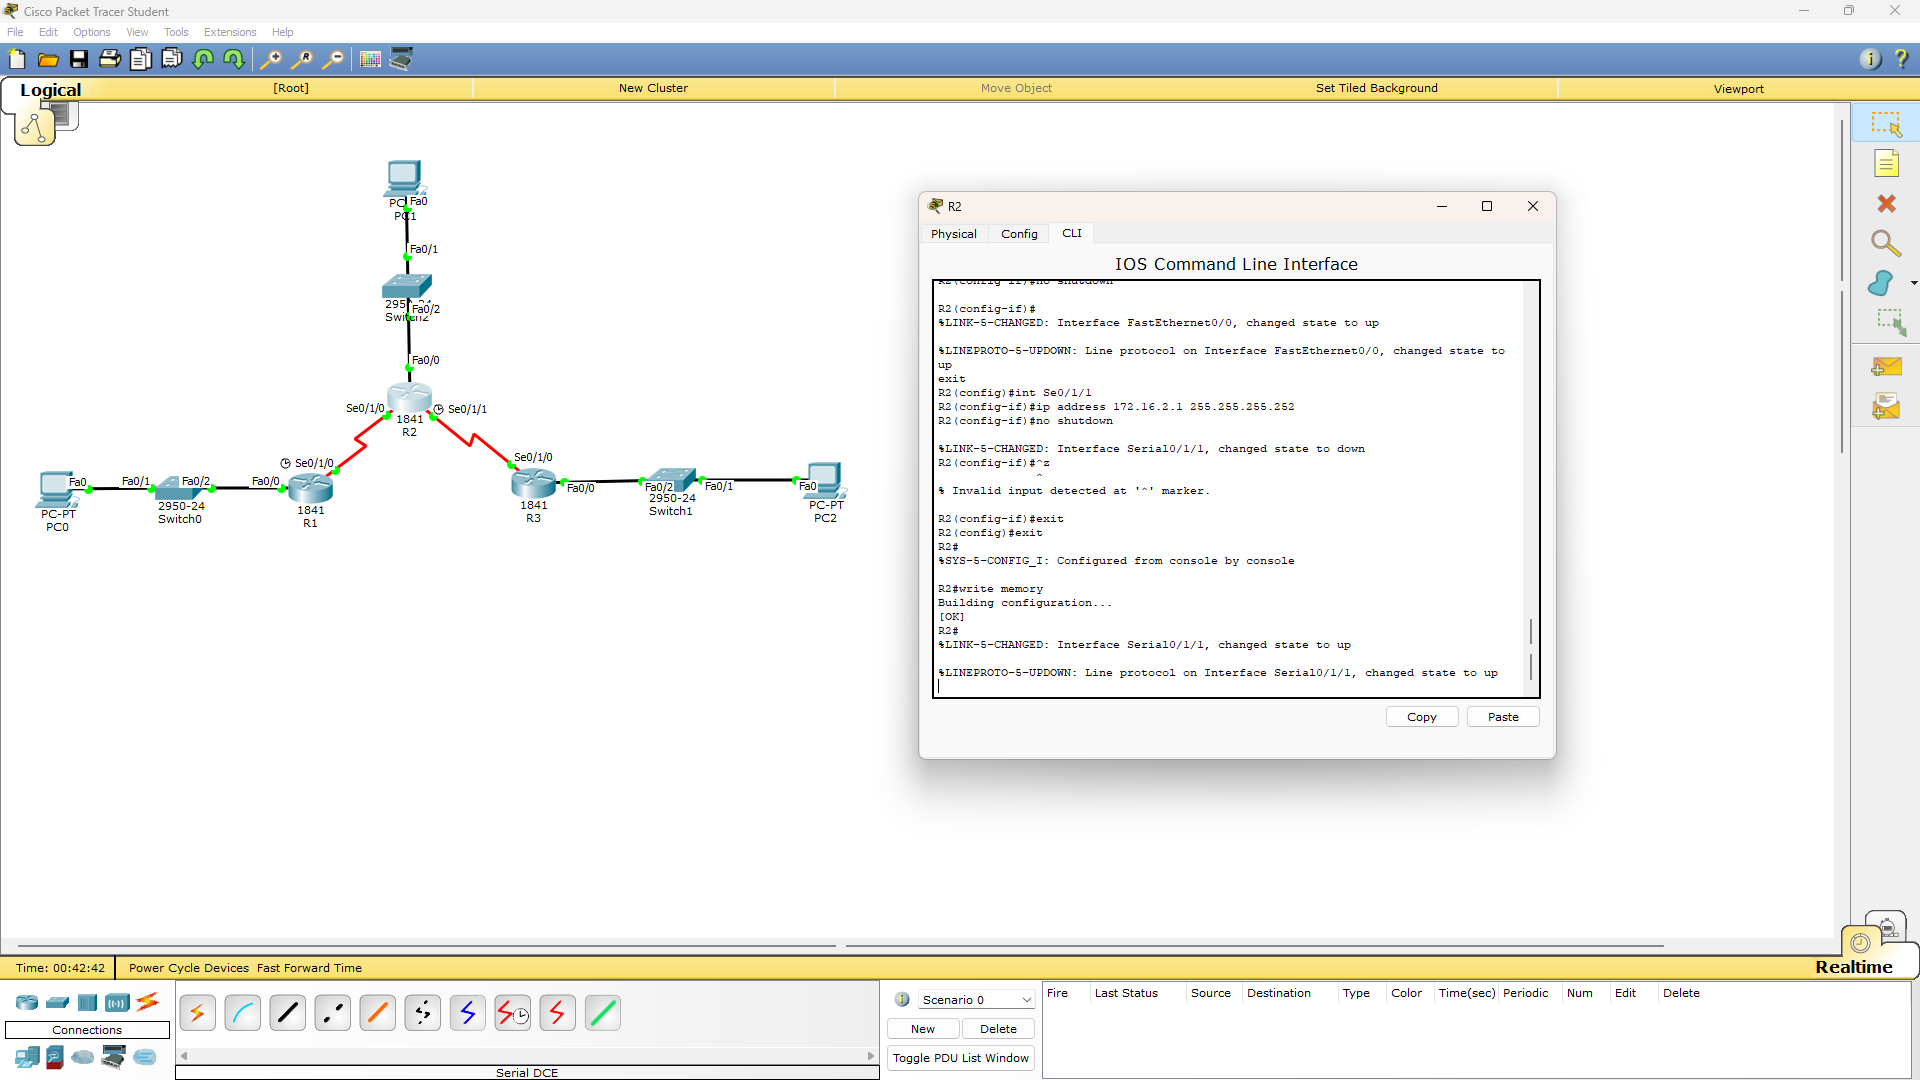 Cisco Packet Tracer Student
File Edit Options View Tools Extensions Help
Logical [Root] New Cluster Move Object Set Tiled Background Viewport
PC
Fa0
PC1
Fa0/1
Fa0/2
Fa0/0
Se0/1/0
Se0/1/1
1841
R2
Se0/1/0
Se0/1/0
Fa0
Fa0/1
Fa0/2
Fa0/0
PC-PT
PC0
2950-24
Switch0
1841
R1
Fa0/0
1841
R3
Fa0/2
Fa0/1
2950-24
Switch1
Fa0
PC-PT
PC2
R2
Physical Config CLI
IOS Command Line Interface
R2(config-if)#no shutdown
R2(config-if)#
%LINK-5-CHANGED: Interface FastEthernet0/0, changed state to up
%LINEPROTO-5-UPDOWN: Line protocol on Interface FastEthernet0/0, changed state to
up
exit
R2(config)#int Se0/1/1
R2(config-if)#ip address 172.16.2.1 255.255.255.252
R2(config-if)#no shutdown
%LINK-5-CHANGED: Interface Serial0/1/1, changed state to down
R2(config-if)#^z
^
% Invalid input detected at '^' marker.
R2(config-if)#exit
R2(config)#exit
R2#
%SYS-5-CONFIG_I: Configured from console by console
R2#write memory
Building configuration...
[OK]
R2#
%LINK-5-CHANGED: Interface Serial0/1/1, changed state to up
%LINEPROTO-5-UPDOWN: Line protocol on Interface Serial0/1/1, changed state to up
Copy Paste
Time: 00:42:42 Power Cycle Devices Fast Forward Time
Realtime
Connections
Serial DCE
Scenario 0
New Delete
Toggle PDU List Window
Fire Last Status Source Destination Type Color Time(sec) Periodic Num Edit Delete